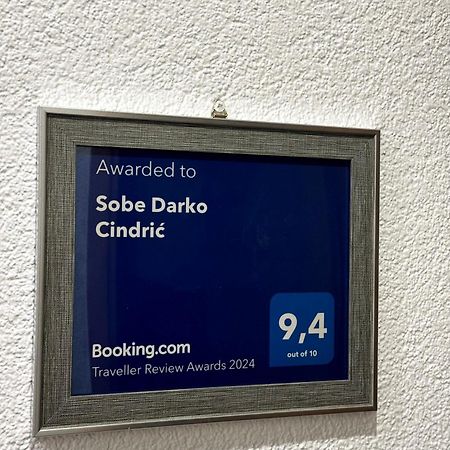 Awarded to
Sobe Darko
Cindrić
9,4
out of 10
Booking.com
Traveller Review Awards 2024